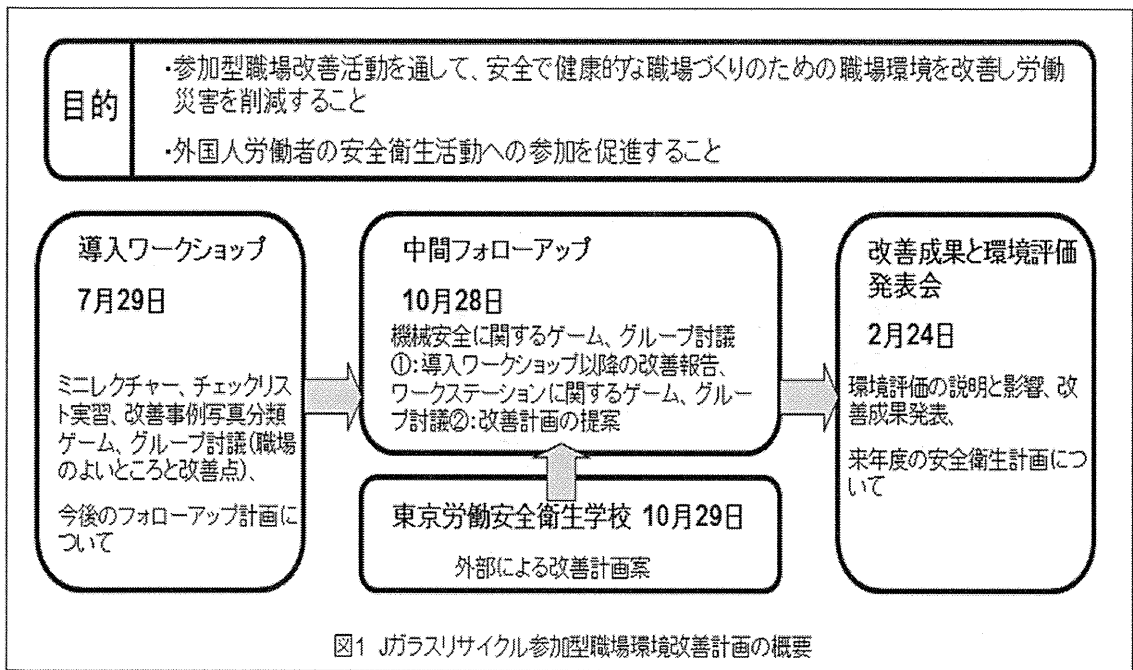 目的
・参加型職場改善活動を通して、安全で健康的な職場づくりのための職場環境を改善し労働
災害を削減すること
・外国人労働者の安全衛生活動への参加を促進すること
導入ワークショップ
7月29日
ミニレクチャー、チェックリス
ト実習、改善事例写真分類
ゲーム、グループ討議(職場
のよいところと改善点)、
今後のフォローアップ計画に
ついて
中間フォローアップ
10月28日
機械安全に関するゲーム、グループ討議
①:導入ワークショップ以降の改善報告、
ワークステーションに関するゲーム、グルー
プ討議②:改善計画の提案
東京労働安全衛生学校 10月29日
外部による改善計画案
改善成果と環境評価
発表会
2月24日
環境評価の説明と影響、改
善成果発表、
来年度の安全衛生計画につ
いて
図1 Jガラスリサイクル参加型職場環境改善計画の概要